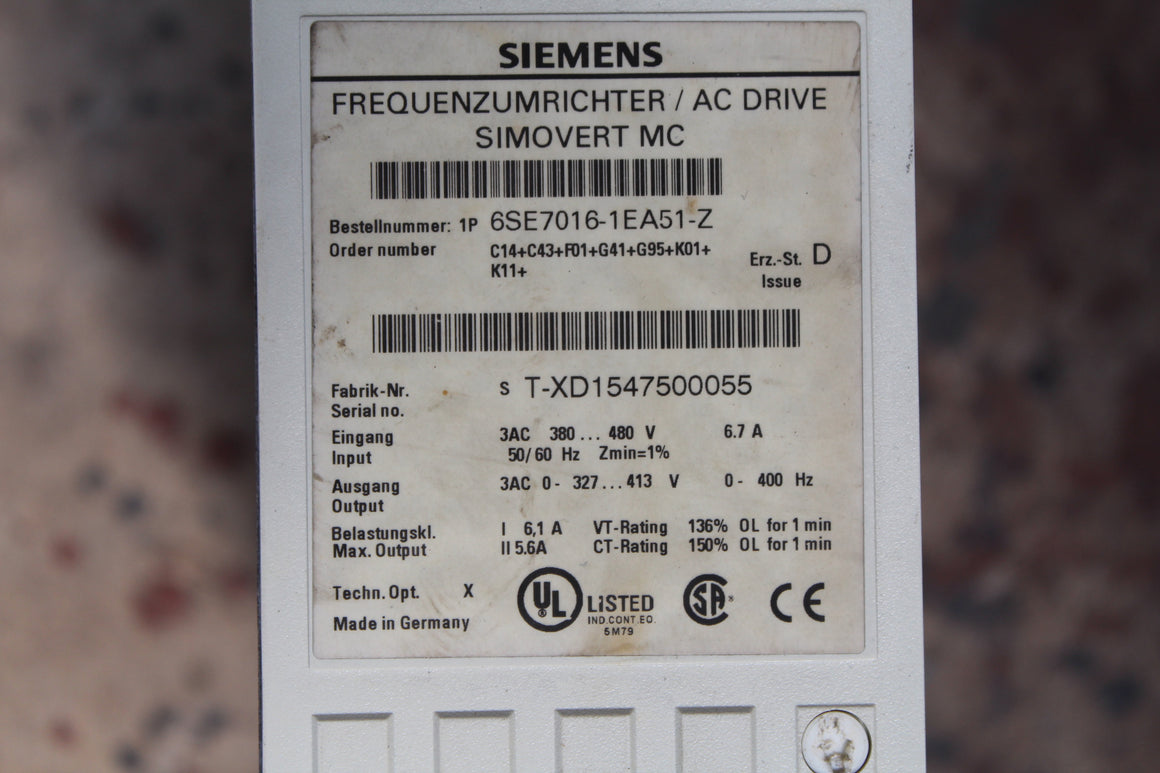 SIEMENS
FREQUENZUMRICHTER / AC DRIVE
SIMOVERT MC
Bestellnummer: 1P 6SE7016-1EA51-Z
Order number C14+C43+F01+G41+G95+K01+
K11+
Erz.-St. D
Issue
Fabrik-Nr. S T-XD1547500055
Serial no.
Eingang 3AC 380 ... 480 V 6.7 A
Input 50/60 Hz Zmin=1%
Ausgang 3AC 0 - 327...413 V 0 - 400 Hz
Output
Belastungskl. I 6,1 A VT-Rating 136% OL for 1 min
Max. Output II 5.6A CT-Rating 150% OL for 1 min
Techn. Opt. X
Made in Germany
UL ® LISTED
IND.CONT.EQ.
5M79
SA ®
CE